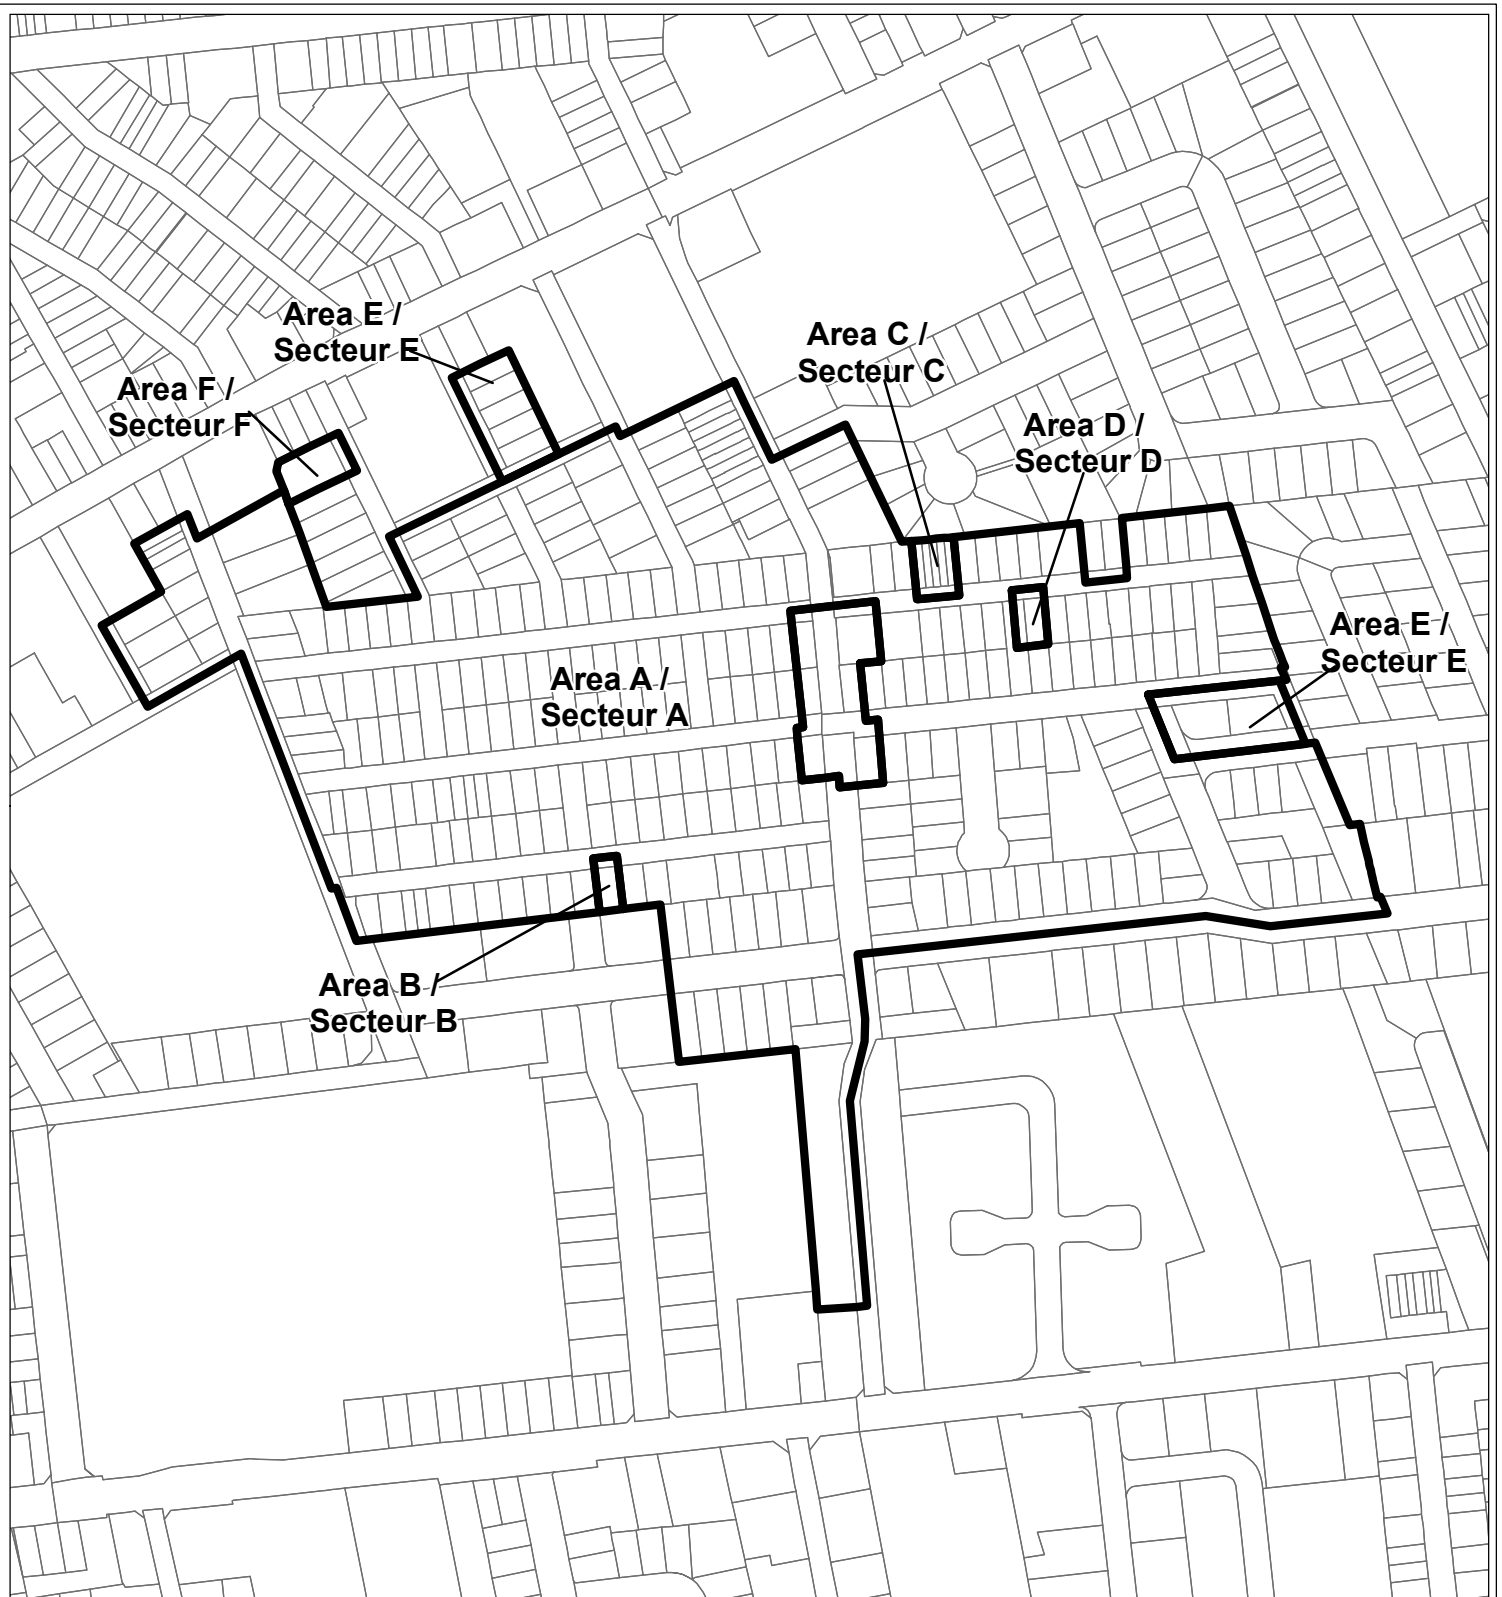 Area E /
Secteur E
Area C /
Secteur C
Area F /
Secteur F
Area D /
Secteur D
Area E /
Secteur E
Area A /
Secteur A
Area B /
Secteur B